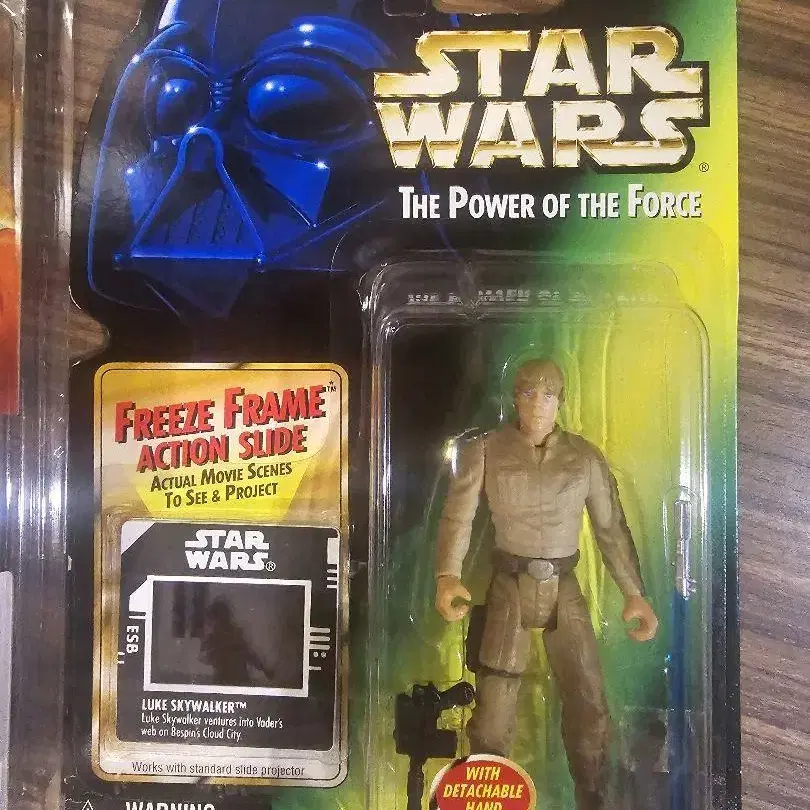 STAR
WARS®
THE POWER OF THE FORCE
FREEZE FRAME™
ACTION SLIDE
ACTUAL MOVIE SCENES
TO SEE & PROJECT
STAR
WARS®
ESB
LUKE SKYWALKER™
Luke Skywalker ventures into Vader's
web on Bespin's Cloud City.
Works with standard slide projector
WITH
DETACHABLE
HAND
WARNING